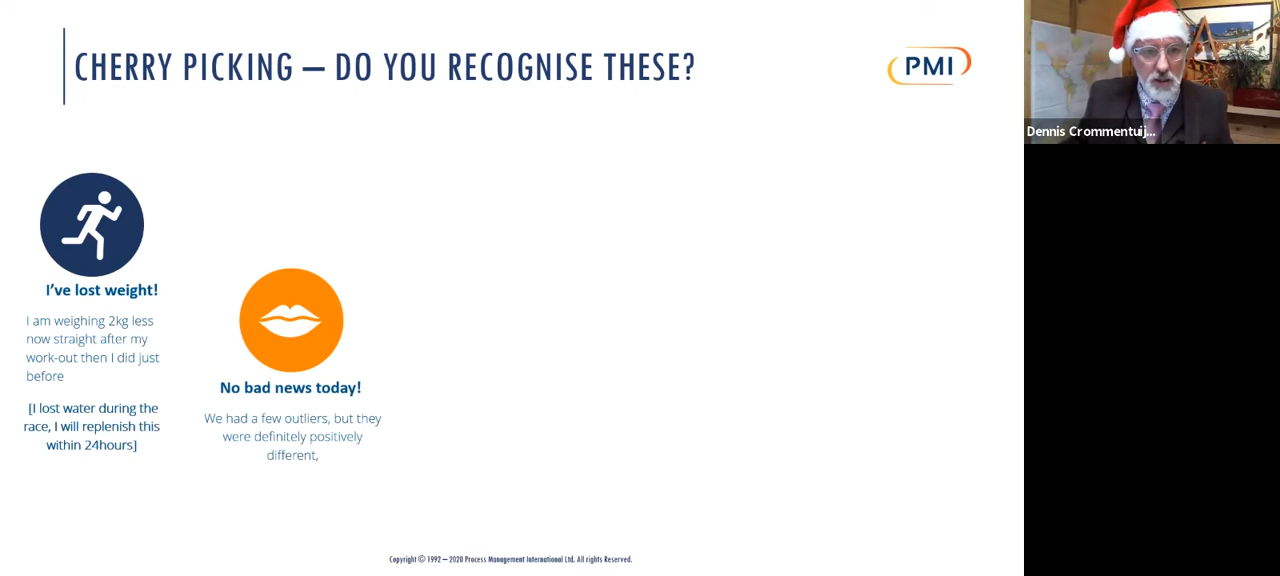 CHERRY PICKING – DO YOU RECOGNISE THESE?
PMI
Dennis Crommentuij...
I've lost weight!
I am weighing 2kg less
now straight after my
work-out then I did just
before
[I lost water during the
race, I will replenish this
within 24hours]
No bad news today!
We had a few outliers, but they
were definitely positively
different,
Copyright © 1992 – 2020 Process Management International Ltd. All rights Reserved.